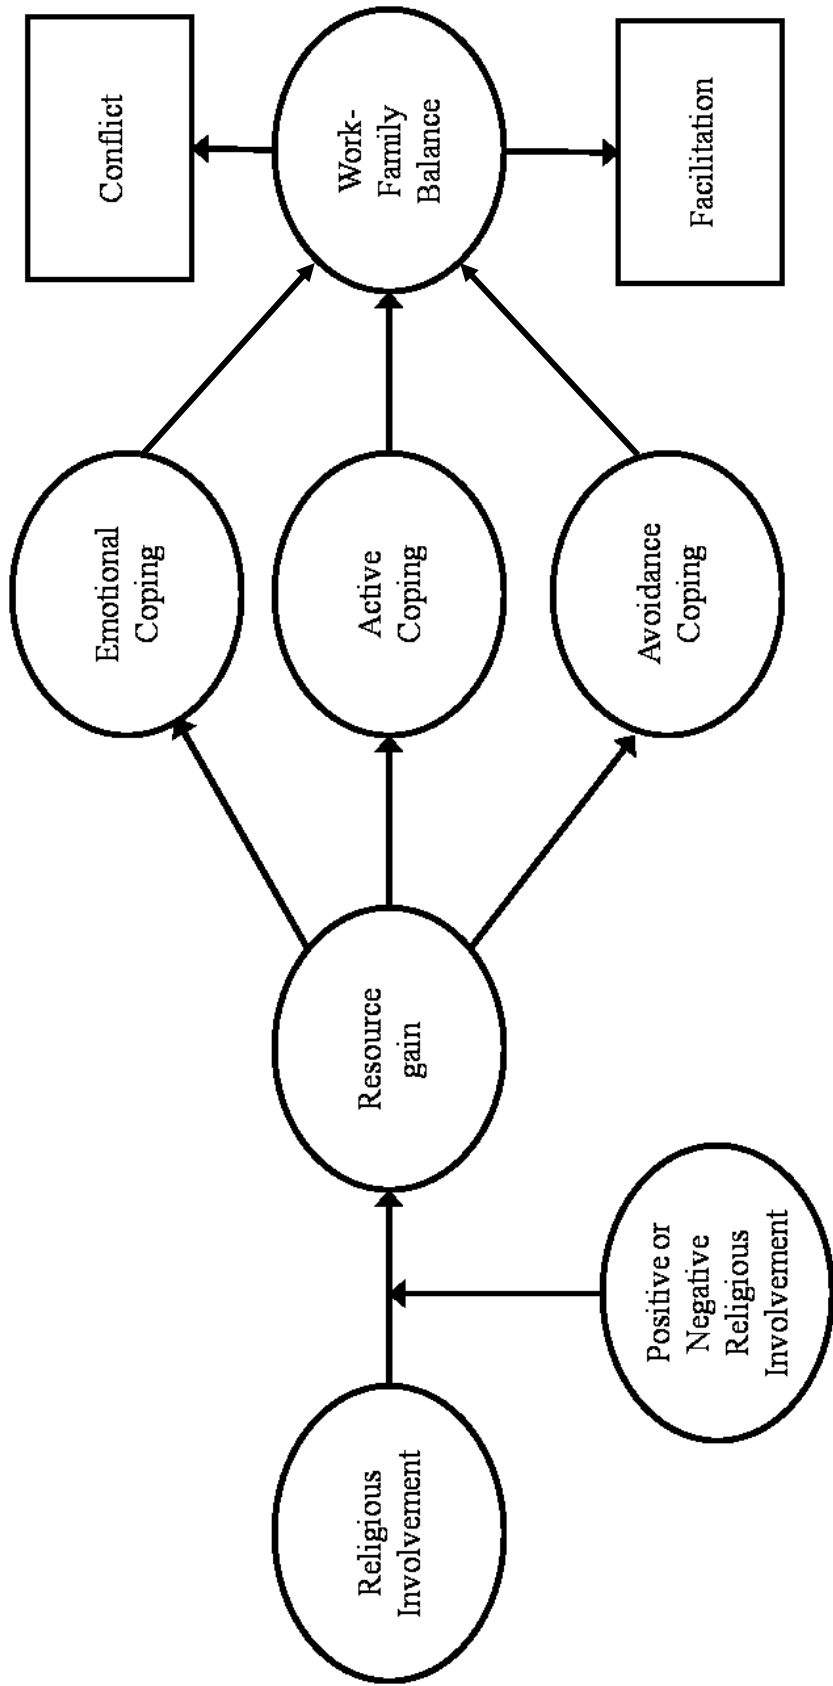 Religious
Involvement
Positive or
Negative
Religious
Involvement
Resource
gain
Emotional
Coping
Active
Coping
Avoidance
Coping
Work-
Family
Balance
Conflict
Facilitation